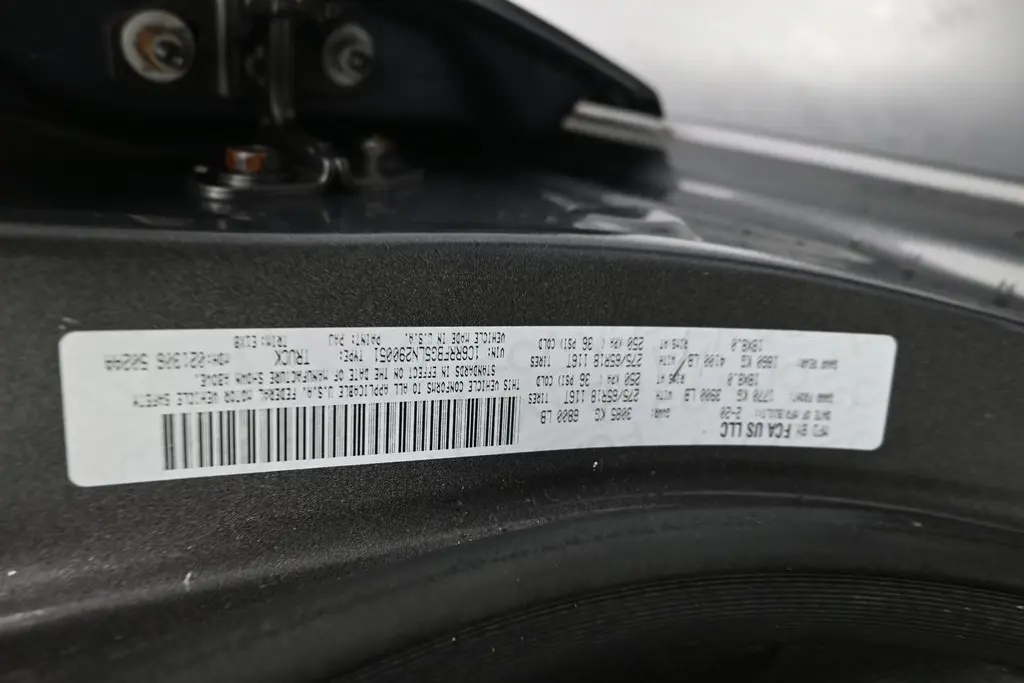 MFD BY FCA US LLC
DATE OF MFR (BUILT): 2-20 GVWR: 3085 KG 6800 LB
GAWR FRONT: 1770 KG 3900 LB WITH 275/65R18 116T TIRES
18X8.0 RIMS AT 250 KPA( 36 PSI) COLD
GAWR REAR: 1860 KG 4100 LB WITH 275/65R18 116T TIRES
18X8.0 RIMS AT 250 KPA( 36 PSI) COLD
THIS VEHICLE CONFORMS TO ALL APPLICABLE U.S.A. FEDERAL MOTOR VEHICLE SAFETY
STANDARDS IN EFFECT ON THE DATE OF MANUFACTURE SHOWN ABOVE
VIN: TYPE: TRUCK MDH:
VEHICLE MADE IN U.S.A. PAINT: PAU TRIM: